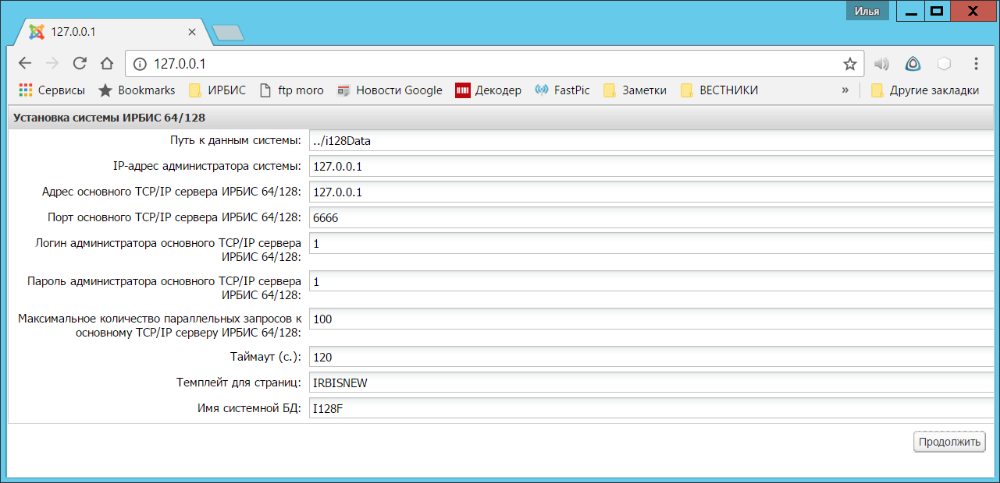 Илья
127.0.0.1
127.0.0.1
Сервисы Bookmarks ИРБИС ftp moro Новости Google Декодер FastPic Заметки ВЕСТНИКИ » Другие закладки
Установка системы ИРБИС 64/128
Путь к данным системы: ../i128Data
IP-адрес администратора системы: 127.0.0.1
Адрес основного TCP/IP сервера ИРБИС 64/128: 127.0.0.1
Порт основного TCP/IP сервера ИРБИС 64/128: 6666
Логин администратора основного TCP/IP сервера 1
ИРБИС 64/128:
Пароль администратора основного TCP/IP сервера 1
ИРБИС 64/128:
Максимальное количество параллельных запросов к 100
основному TCP/IP серверу ИРБИС 64/128:
Таймаут (с.): 120
Темплейт для страниц: IRBISNEW
Имя системной БД: I128F
Продолжить